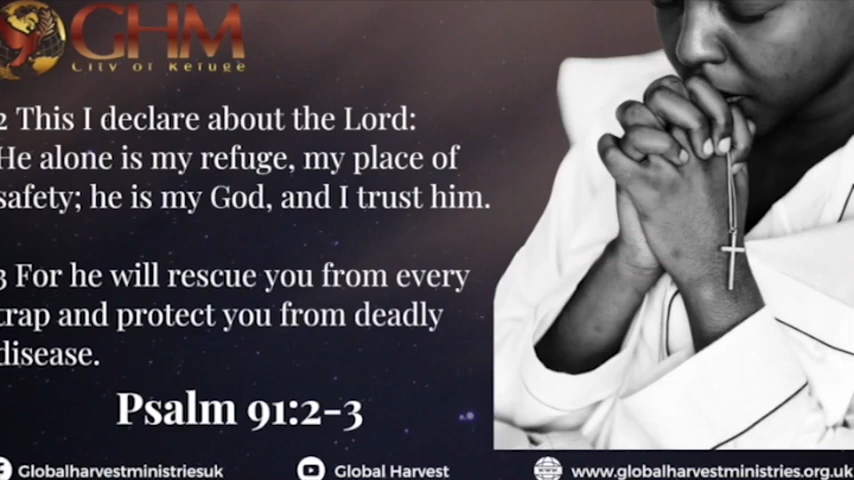 GHM
City of Refuge
2 This I declare about the Lord:
He alone is my refuge, my place of
safety; he is my God, and I trust him.
3 For he will rescue you from every
trap and protect you from deadly
disease.
Psalm 91:2-3
Globalharvestministriesuk
Global Harvest
www.globalharvestministries.org.uk